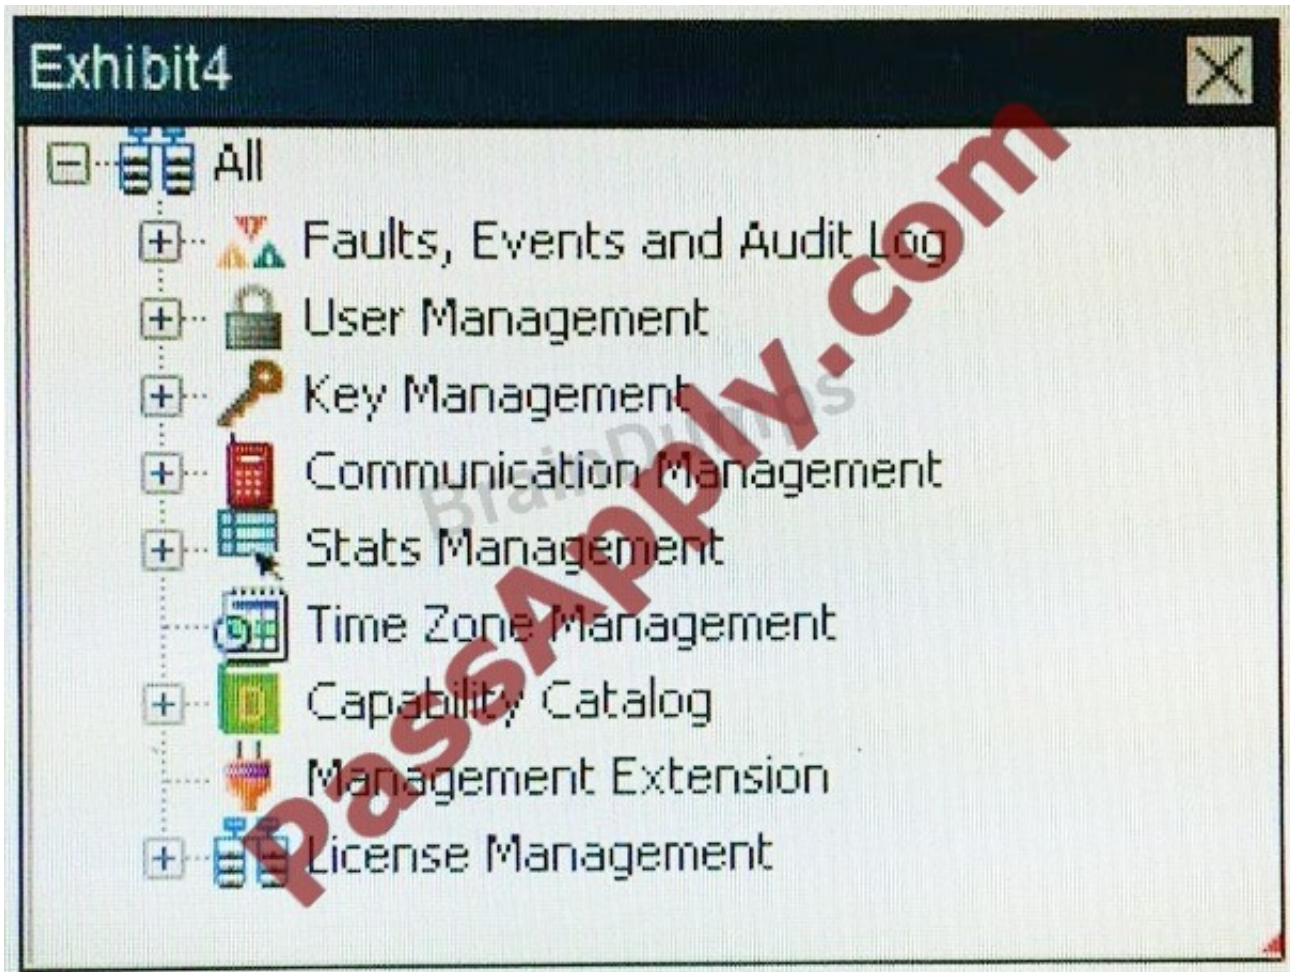 Exhibit4
All
Faults, Events and Audit Log
User Management
Key Management
Communication Management
Stats Management
Time Zone Management
Capability Catalog
Management Extension
License Management
BrainDumps
PassApply.com